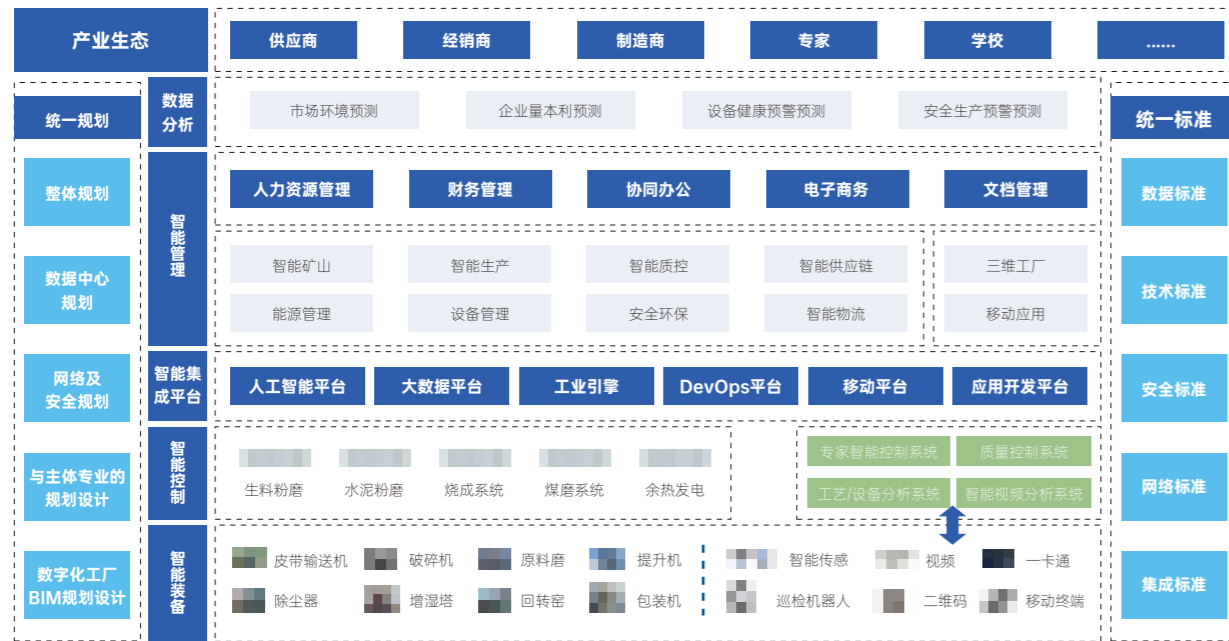 产业生态
供应商
经销商
制造商
专家
学校
......
统一规划
整体规划
数据中心
规划
网络及
安全规划
与主体专业的
规划设计
数字化工厂
BIM规划设计
数据
分析
市场环境预测
企业量本利预测
设备健康预警预测
安全生产预警预测
智能管理
人力资源管理
财务管理
协同办公
电子商务
文档管理
智能矿山
智能生产
智能质控
智能供应链
三维工厂
能源管理
设备管理
安全环保
智能物流
移动应用
智能集
成平台
人工智能平台
大数据平台
工业引擎
DevOps平台
移动平台
应用开发平台
智能控制
生料粉磨
水泥粉磨
烧成系统
煤磨系统
余热发电
专家智能控制系统
质量控制系统
工艺/设备分析系统
智能视频分析系统
智能装备
皮带输送机
破碎机
原料磨
提升机
智能传感
视频
一卡通
除尘器
增湿塔
回转窑
包装机
巡检机器人
二维码
移动终端
统一标准
数据标准
技术标准
安全标准
网络标准
集成标准